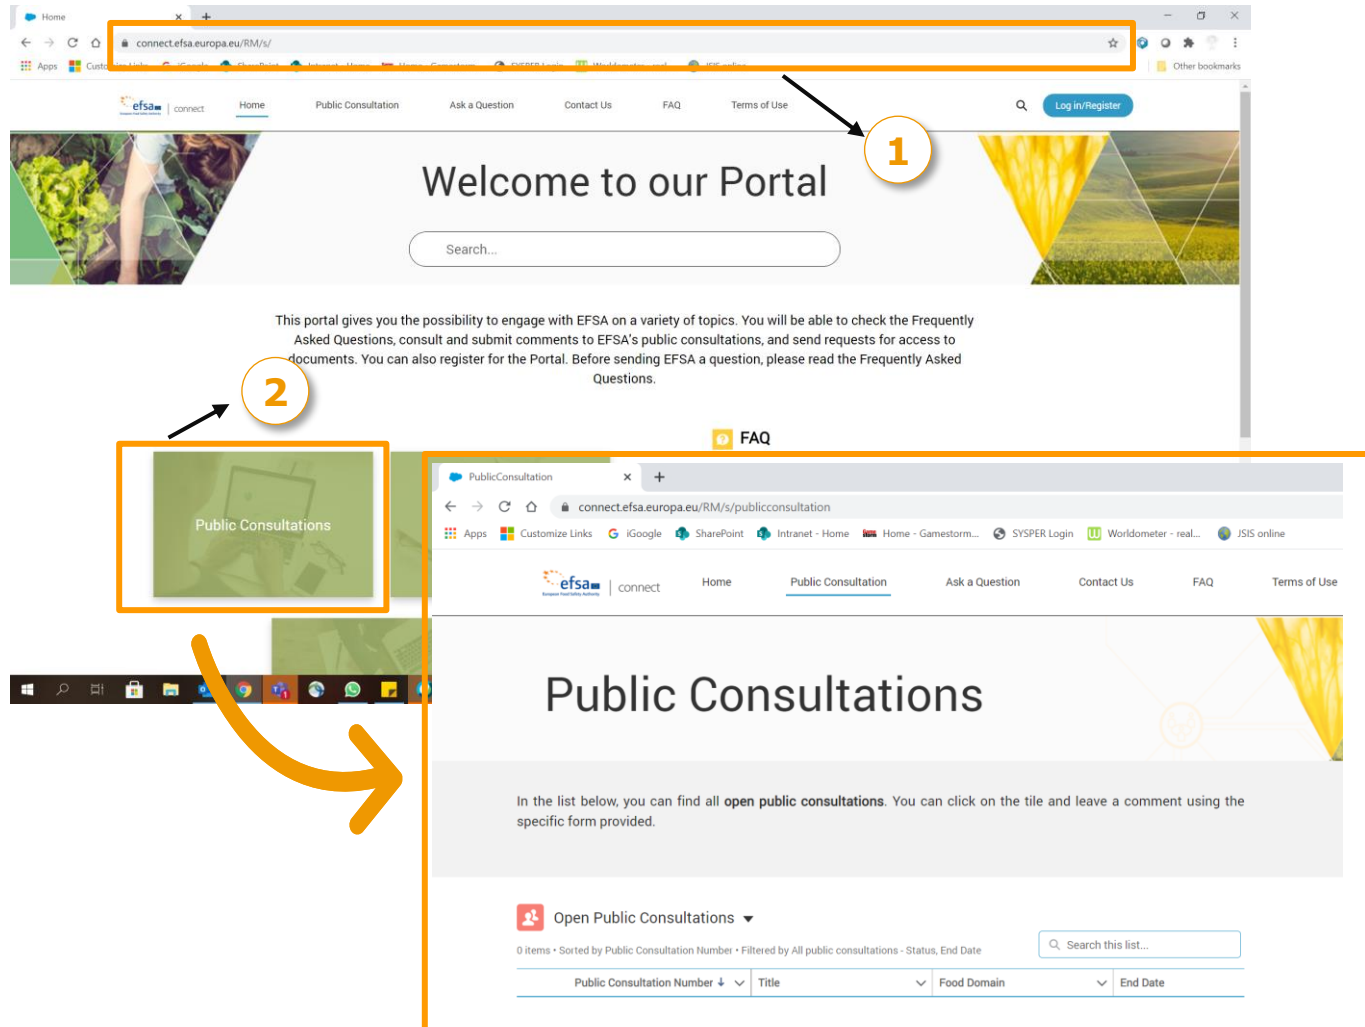 Home
connect.efsa.europa.eu/RM/s/
Apps
Other bookmarks
efsa
European Food Safety Authority
connect
Home
Public Consultation
Ask a Question
Contact Us
FAQ
Terms of Use
Log in/Register
1
Welcome to our Portal
Search...
This portal gives you the possibility to engage with EFSA on a variety of topics. You will be able to check the Frequently
Asked Questions, consult and submit comments to EFSA's public consultations, and send requests for access to
documents. You can also register for the Portal. Before sending EFSA a question, please read the Frequently Asked
Questions.
2
FAQ
Public Consultations
PublicConsultation
connect.efsa.europa.eu/RM/s/publicconsultation
Apps
Customize Links
iGoogle
SharePoint
Intranet - Home
Home - Gamestorm...
SYSPER Login
Worldometer - real...
JSIS online
efsa
European Food Safety Authority
connect
Home
Public Consultation
Ask a Question
Contact Us
FAQ
Terms of Use
Public Consultations
In the list below, you can find all open public consultations. You can click on the tile and leave a comment using the
specific form provided.
Open Public Consultations
0 items • Sorted by Public Consultation Number • Filtered by All public consultations - Status, End Date
Search this list...
Public Consultation Number
Title
Food Domain
End Date